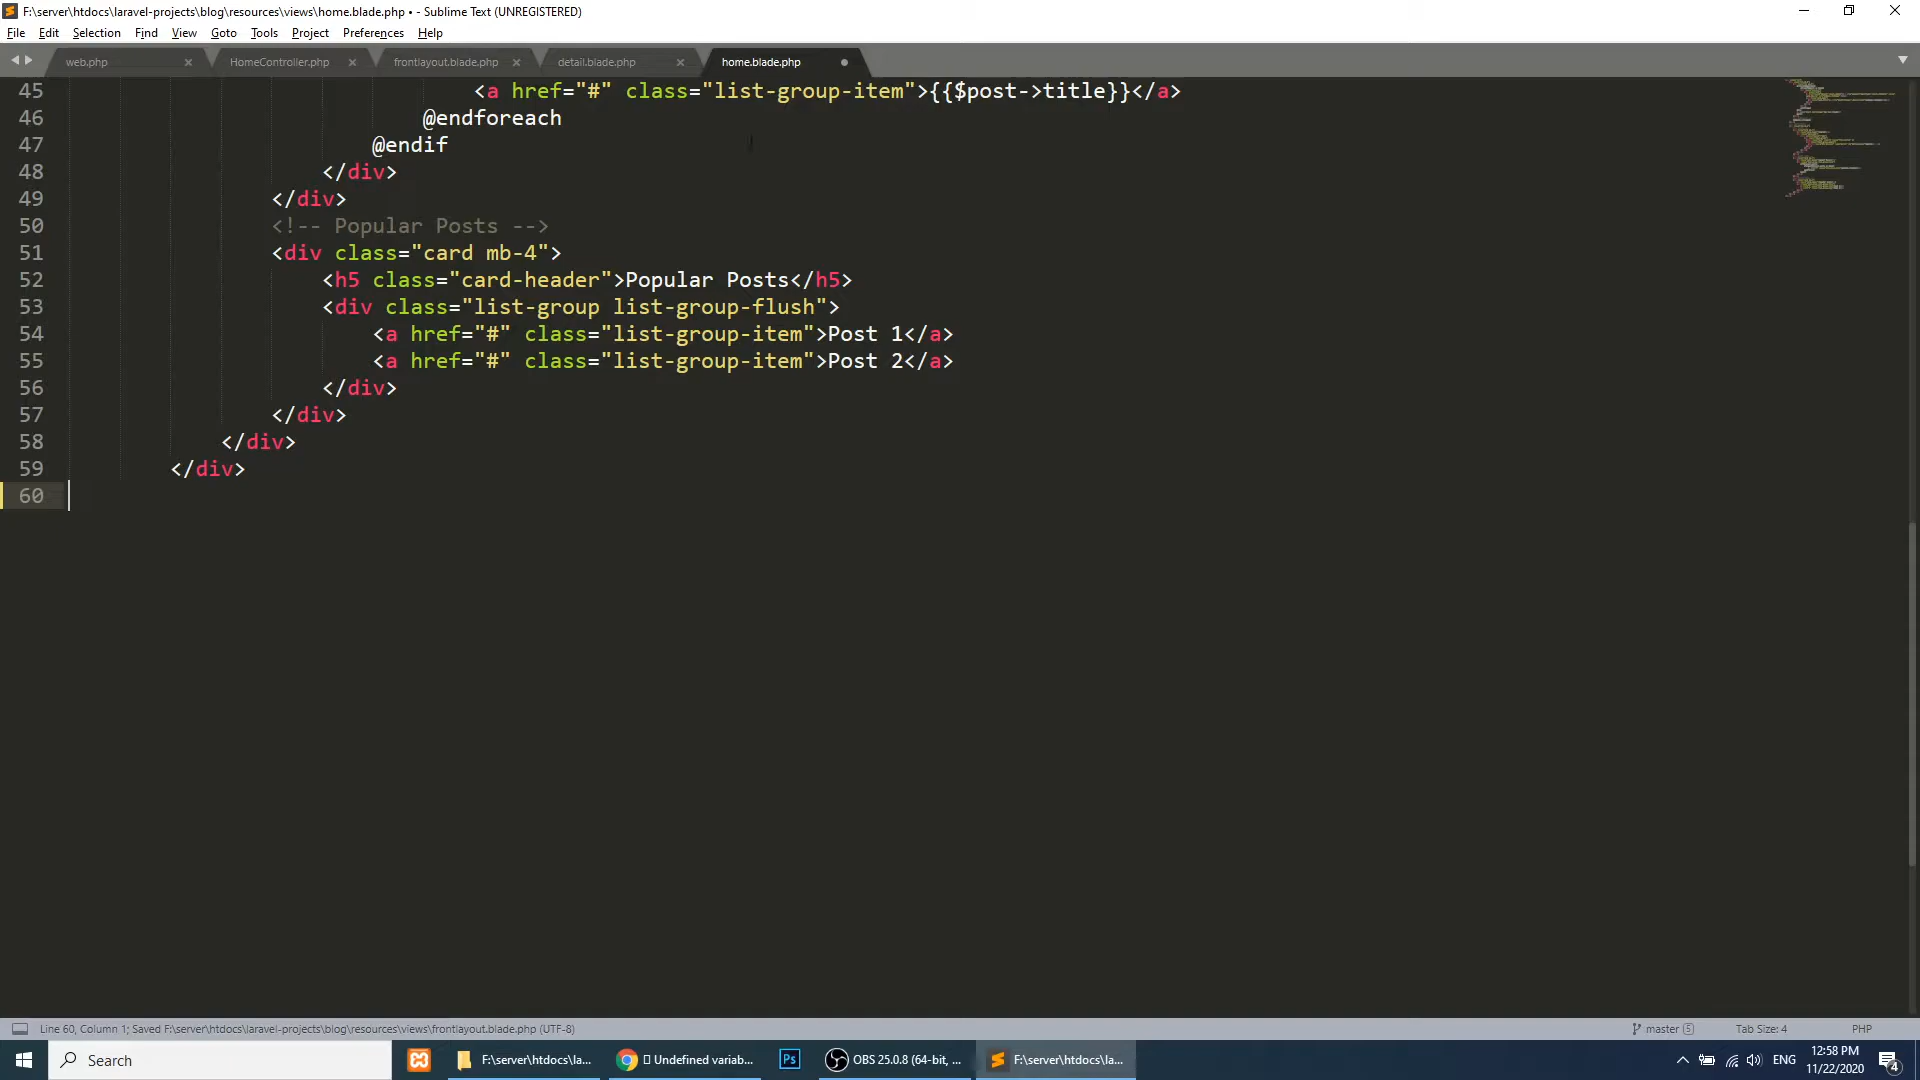 F:\server\htdocs\laravel-projects\blog\resources\views\home.blade.php • - Sublime Text (UNREGISTERED)
File Edit Selection Find View Goto Tools Project Preferences Help
web.php × HomeController.php × frontlayout.blade.php × detail.blade.php × home.blade.php
45 <a href="#" class="list-group-item">{{$post->title}}</a>
46 @endforeach
47 @endif
48 </div>
49 </div>
50 <!-- Popular Posts -->
51 <div class="card mb-4">
52 <h5 class="card-header">Popular Posts</h5>
53 <div class="list-group list-group-flush">
54 <a href="#" class="list-group-item">Post 1</a>
55 <a href="#" class="list-group-item">Post 2</a>
56 </div>
57 </div>
58 </div>
59 </div>
60
Line 60, Column 1; Saved F:\server\htdocs\laravel-projects\blog\resources\views\frontlayout.blade.php (UTF-8) master 5 Tab Size: 4 PHP
Search F:\server\htdocs\la... Undefined variab... Ps OBS 25.0.8 (64-bit, ... F:\server\htdocs\la... ENG 12:58 PM
11/22/2020 4